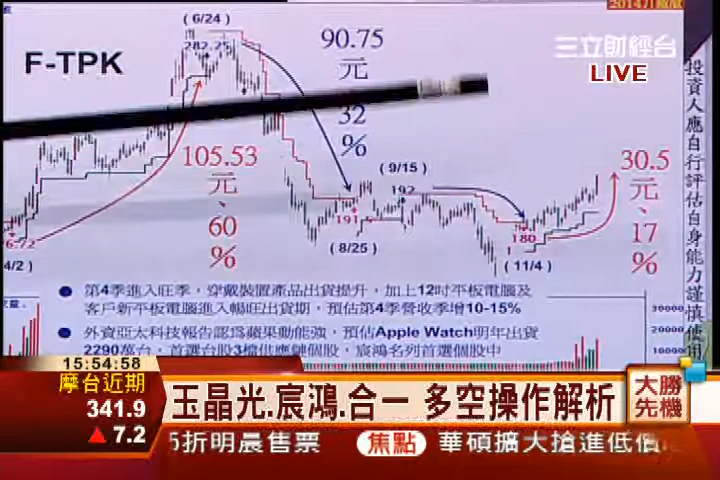 2014
(6/24)
282.25
F-TPK
90.75
元
32
%
三立財經台
LIVE
投資人應自行評估自身能力謹慎使用
105.53
元
、
60
%
(9/15)
192
191
(8/25)
180
(11/4)
30.5
元
、
17
%
6.72
4/2)
第4季進入旺季，穿戴裝置產品出貨提升，加上12吋平板電腦及
客戶新平板電腦進入暢旺出貨期，預估第4季營收季增10-15%
外資亞太科技報告認為蘋果動能強，預估Apple Watch明年出貨
2290萬台，首選台股3檔供應鏈個股，宸鴻名列首選個股中
30000
20000
10000
15:54:58
摩台近期
341.9
▲7.2
玉晶光.宸鴻.合一 多空操作解析
大勝
先機
5折明晨售票 焦點 華碩擴大搶進低價